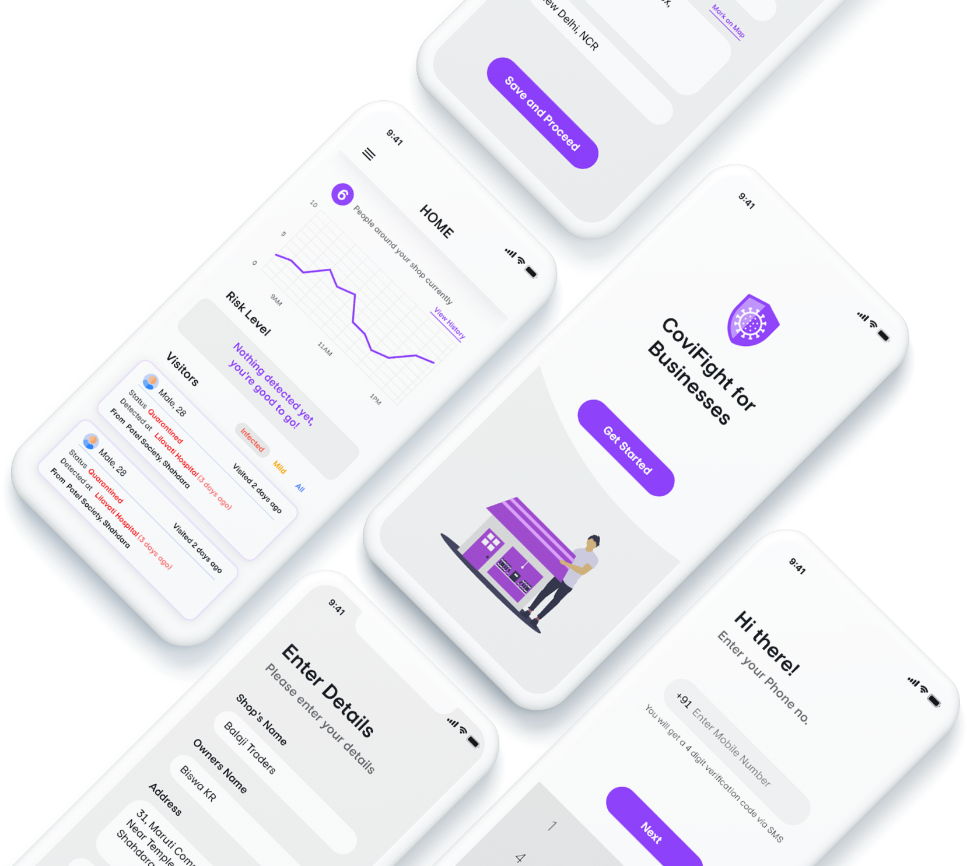 ox,
Mark on Map
New Delhi, NCR
Save and Proceed
9:41
HOME
6
People around your shop currently
View History
10
5
0
9AM
11AM
1PM
Risk Level
Nothing detected yet,
you're good to go!
Visitors
Infected
Mild
All
Male, 28
Visited 2 days ago
Status Quarantined
Detected at Lilavati Hospital (3 days ago)
From Patel Society, Shahdara
Male, 28
Visited 2 days ago
Status Quarantined
Detected at Lilavati Hospital (3 days ago)
From Patel Society, Shahdara
9:41
CoviFight for
Businesses
Get Started
9:41
Enter Details
Please enter your details
Shop's Name
Balaji Traders
Owners Name
Biswa KR
Address
31, Maruti Com
Near Temple
Shahdara
9:41
Hi there!
Enter your Phone no.
+91 Enter Mobile Number
You will get a 4 digit verification code via SMS
Next
1
4